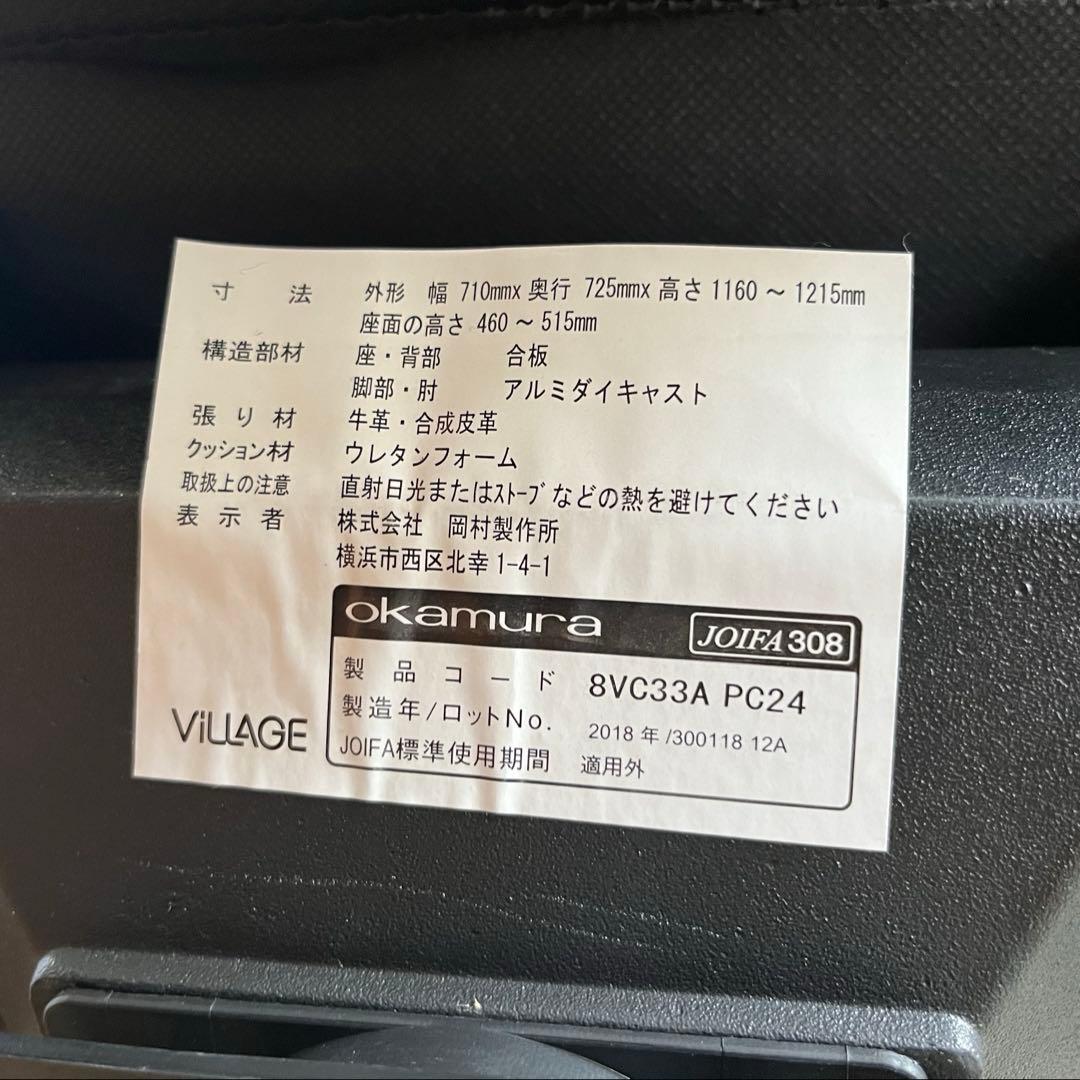 寸法 外形 幅 710mmx 奥行 725mmx 高さ 1160 ~ 1215mm
座面の高さ 460 ~ 515mm
構造部材 座・背部 合板
脚部・肘 アルミダイキャスト
張り材 牛革・合成皮革
クッション材 ウレタンフォーム
取扱上の注意 直射日光またはｽﾄｰﾌﾞなどの熱を避けてください
表示者 株式会社 岡村製作所
横浜市西区北幸 1-4-1
okamura JOIFA 308
製品コード 8VC33A PC24
製造年/ロットNo. 2018 年 /300118 12A
JOIFA標準使用期間 適用外
ViLLAGE